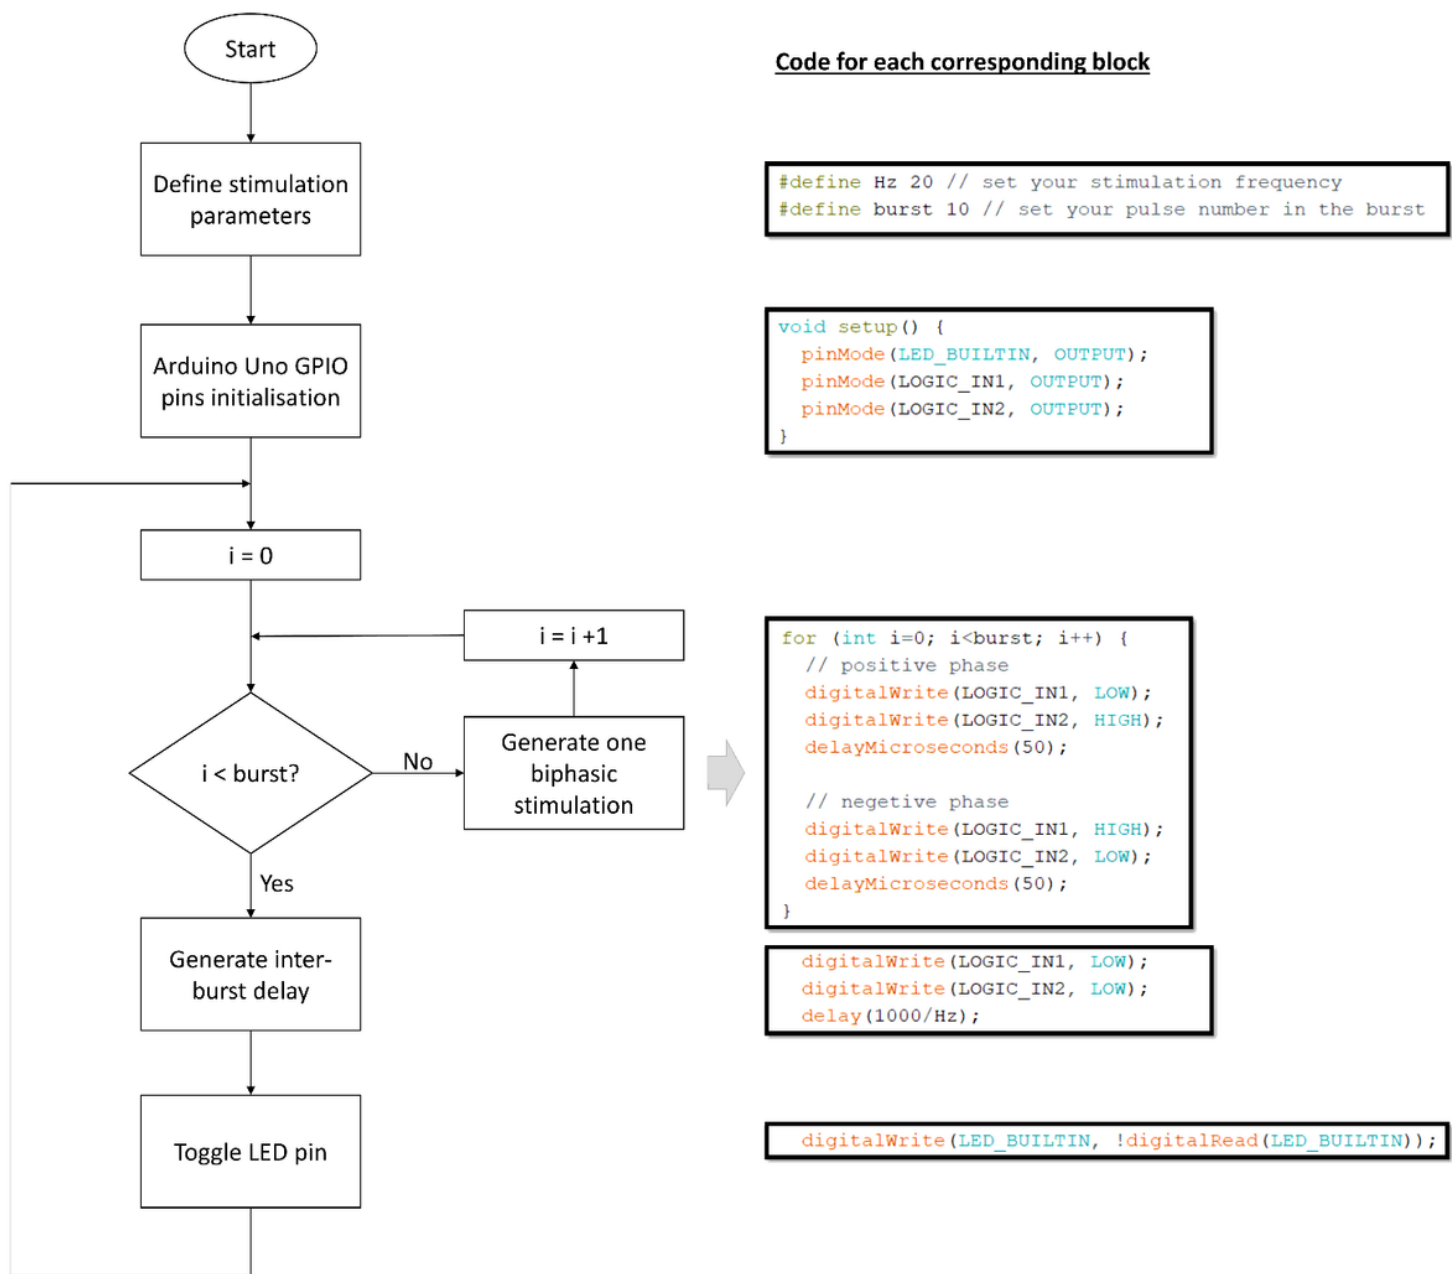 Start
Code for each corresponding block
Define stimulation
parameters
#define Hz 20 // set your stimulation frequency
#define burst 10 // set your pulse number in the burst
Arduino Uno GPIO
pins initialisation
void setup() {
pinMode(LED_BUILTIN, OUTPUT);
pinMode(LOGIC_IN1, OUTPUT);
pinMode(LOGIC_IN2, OUTPUT);
}
i = 0
i = i +1
i < burst?
No
Generate one
biphasic
stimulation
for (int i=0; i<burst; i++) {
// positive phase
digitalWrite(LOGIC_IN1, LOW);
digitalWrite(LOGIC_IN2, HIGH);
delayMicroseconds(50);
// negetive phase
digitalWrite(LOGIC_IN1, HIGH);
digitalWrite(LOGIC_IN2, LOW);
delayMicroseconds(50);
}
Yes
Generate inter-
burst delay
digitalWrite(LOGIC_IN1, LOW);
digitalWrite(LOGIC_IN2, LOW);
delay(1000/Hz);
Toggle LED pin
digitalWrite(LED_BUILTIN, !digitalRead(LED_BUILTIN));